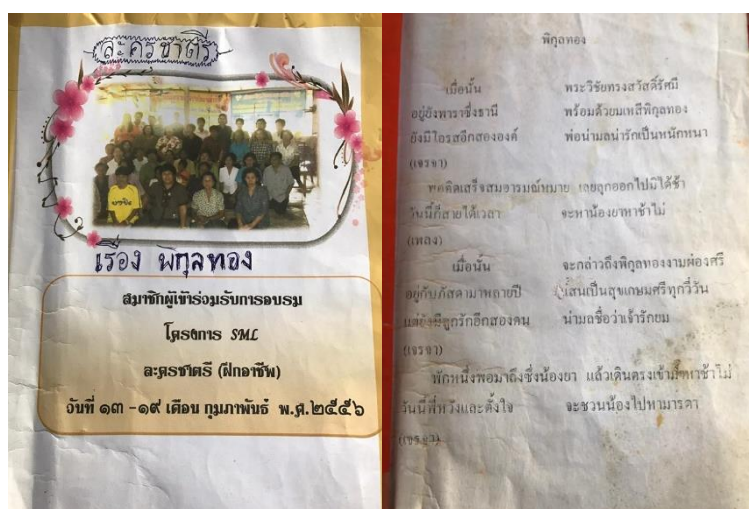 ละครชาตรี
เรื่อง พิกุลทอง
สมาชิกผู้เข้าร่วมรับการอบรม
โครงการ SML
ละครชาตรี (ฝึกอาชีพ)
วันที่ ๑๓ -๑๙ เดือน กุมภาพันธ์ พ.ศ.๒๕๕๖
พิกุลทอง
เมื่อนั้น พระวิชัยทรงสวัสดิ์รัศมี
อยู่ยังพาราซึ่งธานี พร้อมด้วยมเหสีพิกุลทอง
ยังมีโอรสอีกสององค์ พ่อน่ามลน่ารักเป็นหนักหนา
(เจรจา)
พอคิดเสร็จสมอารมณ์หมาย เลยลุกออกไปมิได้ช้า
วันนี้ก็สายได้เวลา จะหาน้องยาหาช้าไม่
(เพลง)
เมื่อนั้น จะกล่าวถึงพิกุลทองงามผ่องศรี
อยู่กับภัสดามาหลายปี แสนเป็นสุขเกษมศรีทุกวี่วัน
แต่ยังมีลูกรักอีกสองคน น่ามลชื่อว่าเจ้ารักยม
(เจรจา)
พักหนึ่งพอมาถึงซึ่งน้องยา แล้วเดินตรงเข้ามาหาช้าไม่
วันนี้พี่หวังและตั้งใจ จะชวนน้องไปหามารดา
(เจรจา)